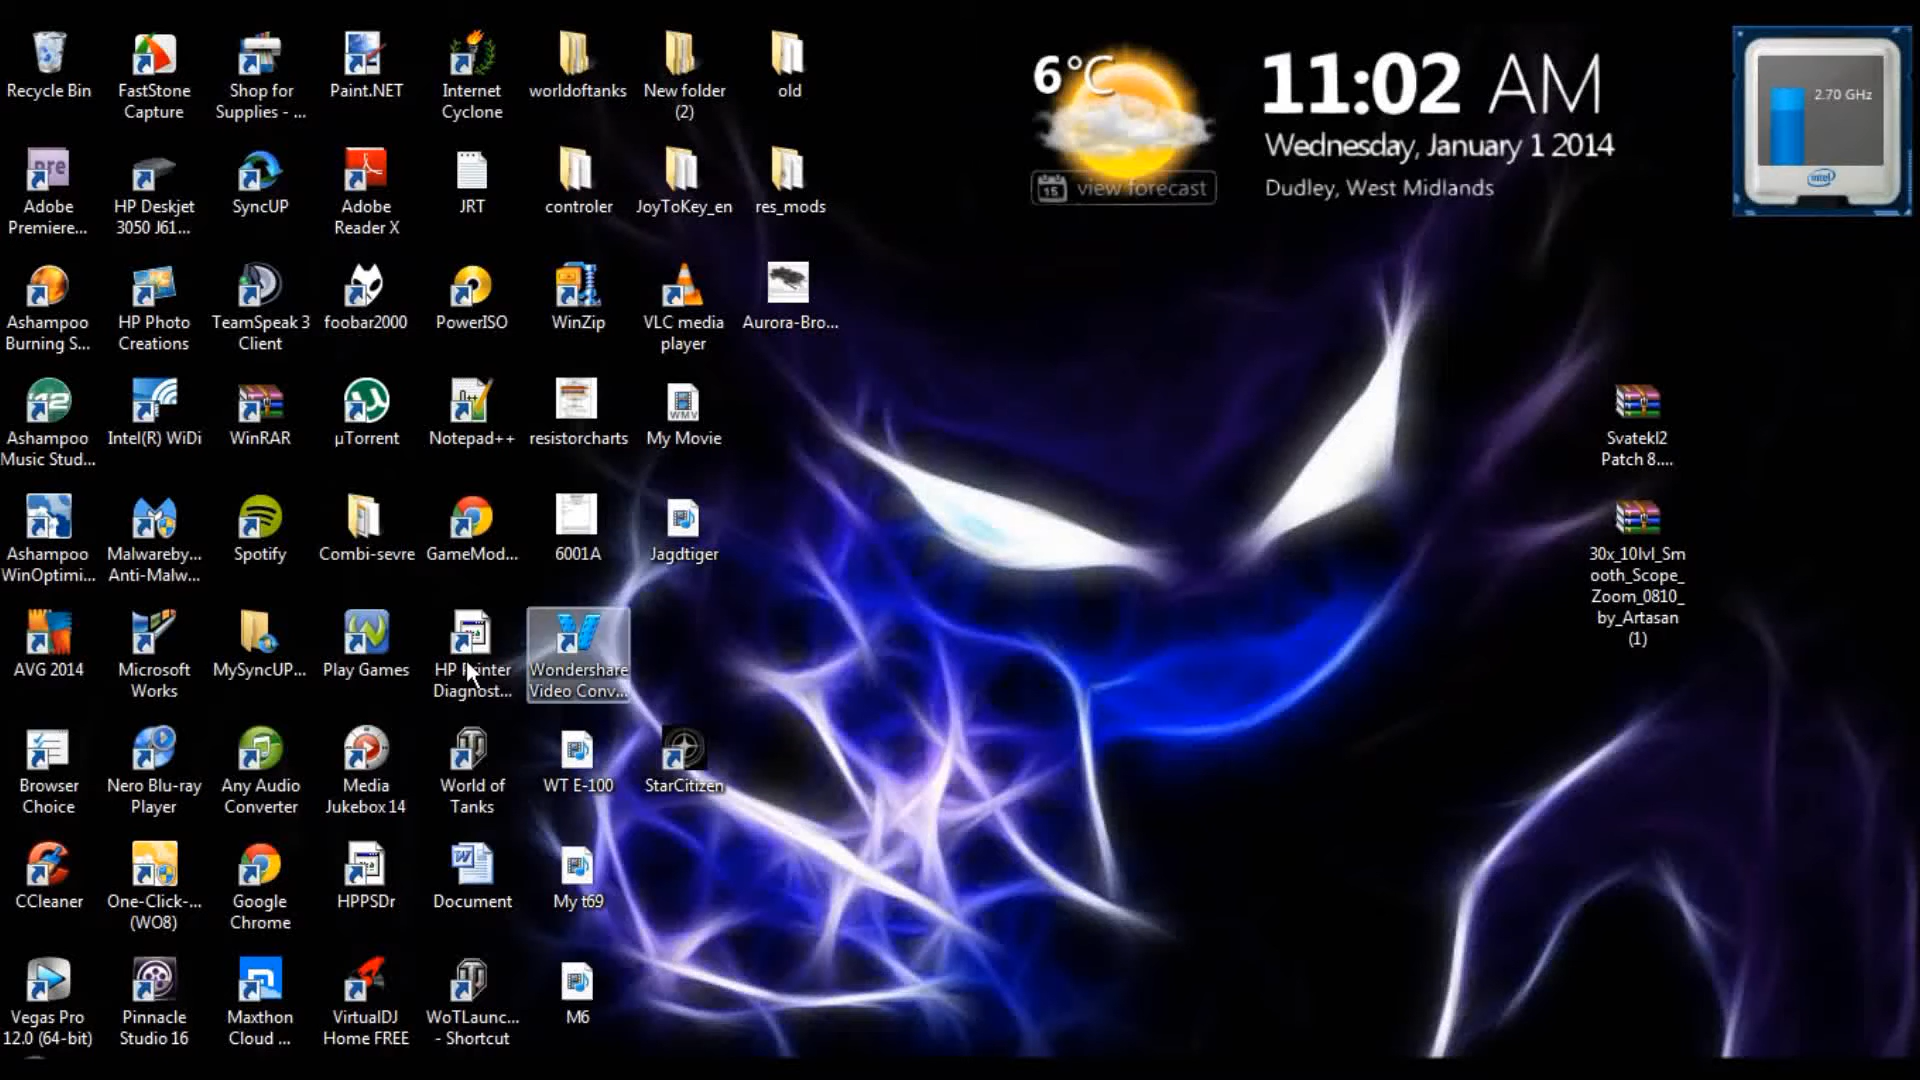 Recycle Bin
FastStone
Capture
Shop for
Supplies - ...
Paint.NET
Internet
Cyclone
worldoftanks
New folder
(2)
old
Adobe
Premiere...
HP Deskjet
3050 J61...
SyncUP
Adobe
Reader X
JRT
controler
JoyToKey_en
res_mods
Ashampoo
Burning S...
HP Photo
Creations
TeamSpeak 3
Client
foobar2000
PowerISO
WinZip
VLC media
player
Aurora-Bro...
Ashampoo
Music Stud...
Intel(R) WiDi
WinRAR
µTorrent
Notepad++
resistorcharts
WMV
My Movie
Ashampoo
WinOptimi...
Malwareby...
Anti-Malw...
Spotify
Combi-sevre
GameMod...
6001A
Jagdtiger
AVG 2014
Microsoft
Works
MySyncUP...
Play Games
HP Printer
Diagnost...
Wondershare
Video Conv...
Browser
Choice
Nero Blu-ray
Player
Any Audio
Converter
Media
Jukebox 14
World of
Tanks
WT E-100
StarCitizen
CCleaner
One-Click-...
(WO8)
Google
Chrome
HPPSDr
Document
My t69
Vegas Pro
12.0 (64-bit)
Pinnacle
Studio 16
Maxthon
Cloud ...
VirtualDJ
Home FREE
WoTLaunc...
- Shortcut
M6
6°C
15
view forecast
11:02 AM
Wednesday, January 1 2014
Dudley, West Midlands
2.70 GHz
intel
Svatekl2
Patch 8....
30x_10lvl_Sm
ooth_Scope_
Zoom_0810_
by_Artasan
(1)